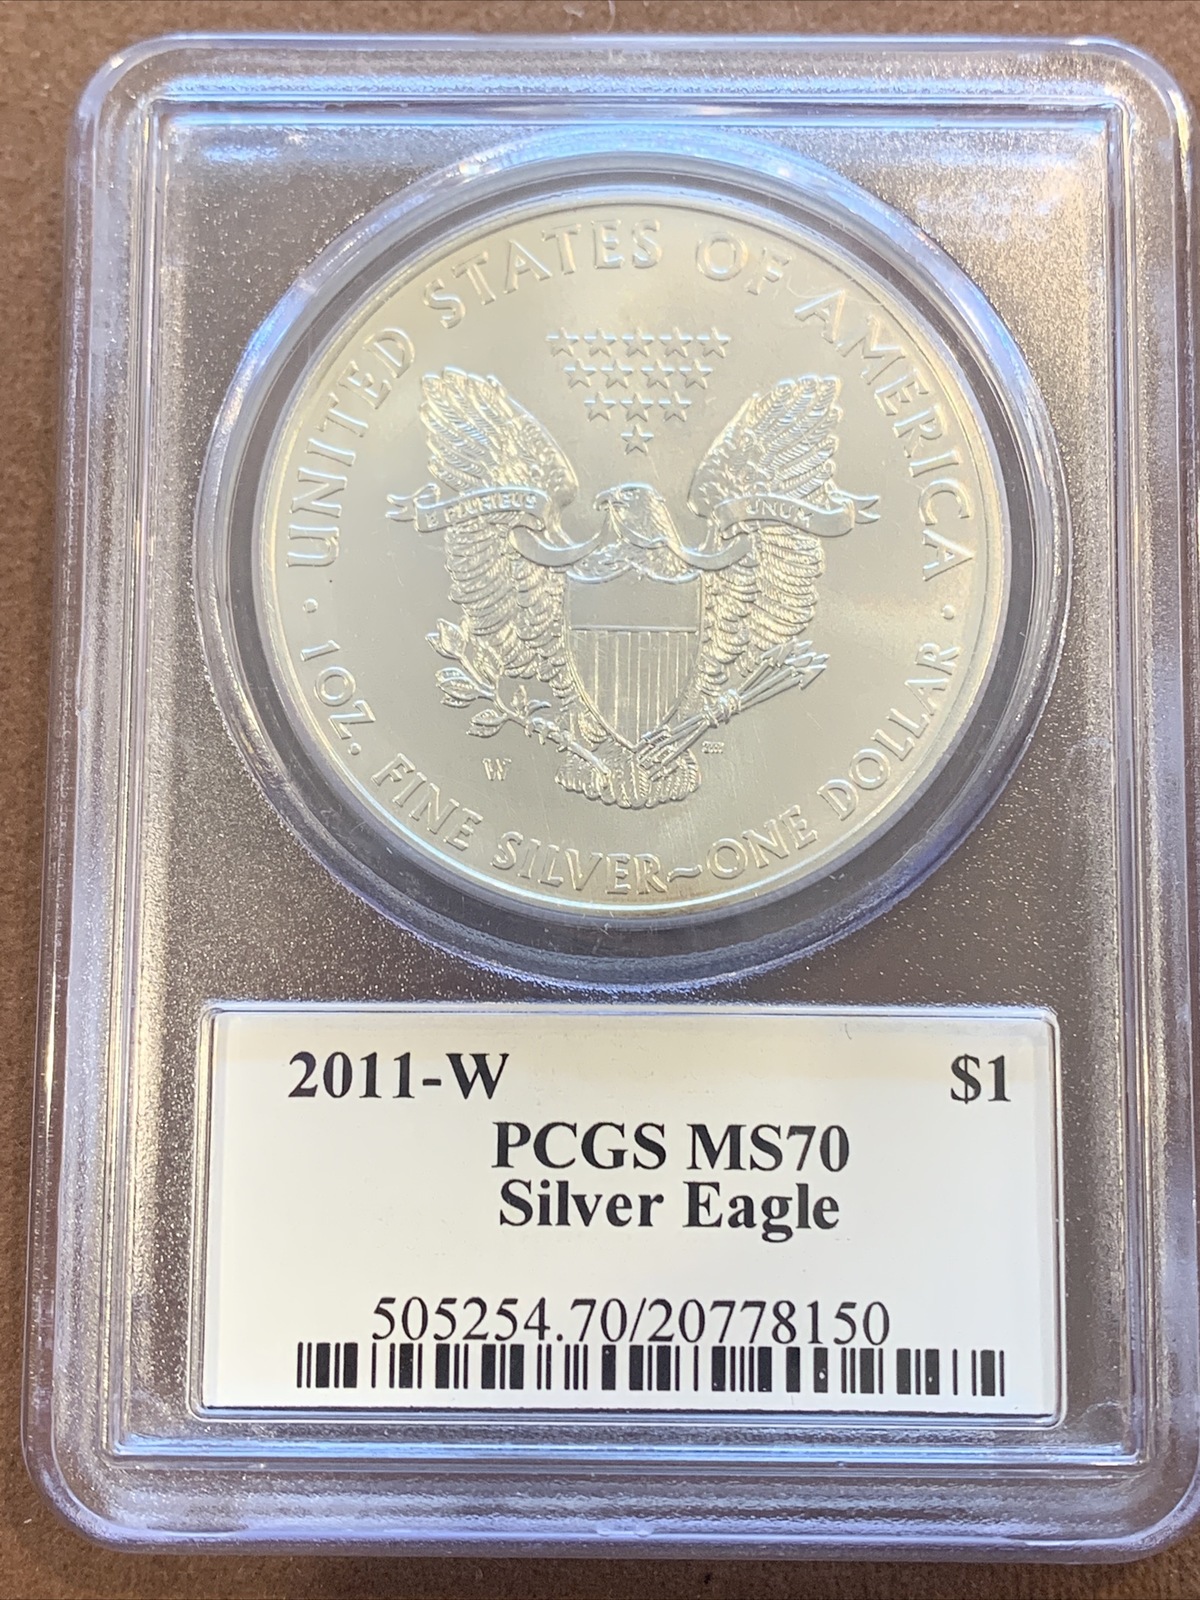 UNITED STATES OF AMERICA
E PLURIBUS UNUM
W
· 1 OZ. FINE SILVER~ONE DOLLAR ·
2011-W $1
PCGS MS70
Silver Eagle
505254.70/20778150